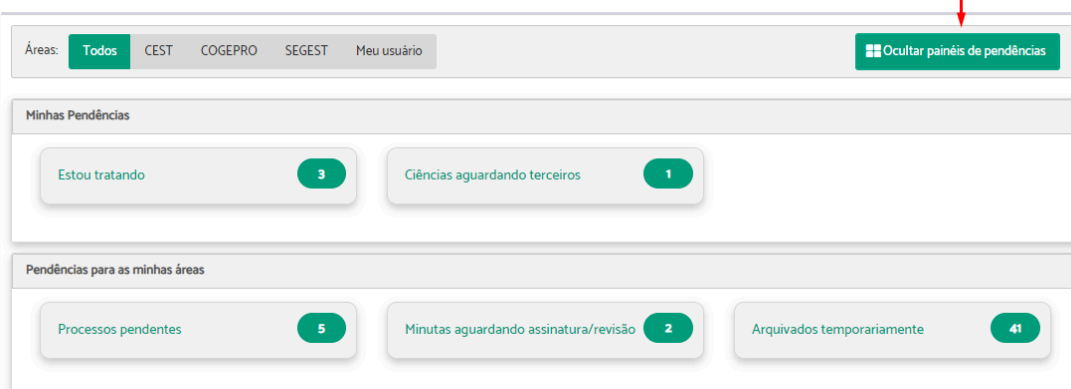 Áreas: Todos CEST COGEPRO SEGEST Meu usuário Ocultar painéis de pendências
Minhas Pendências
Estou tratando 3 Ciências aguardando terceiros 1
Pendências para as minhas áreas
Processos pendentes 5 Minutas aguardando assinatura/revisão 2 Arquivados temporariamente 41